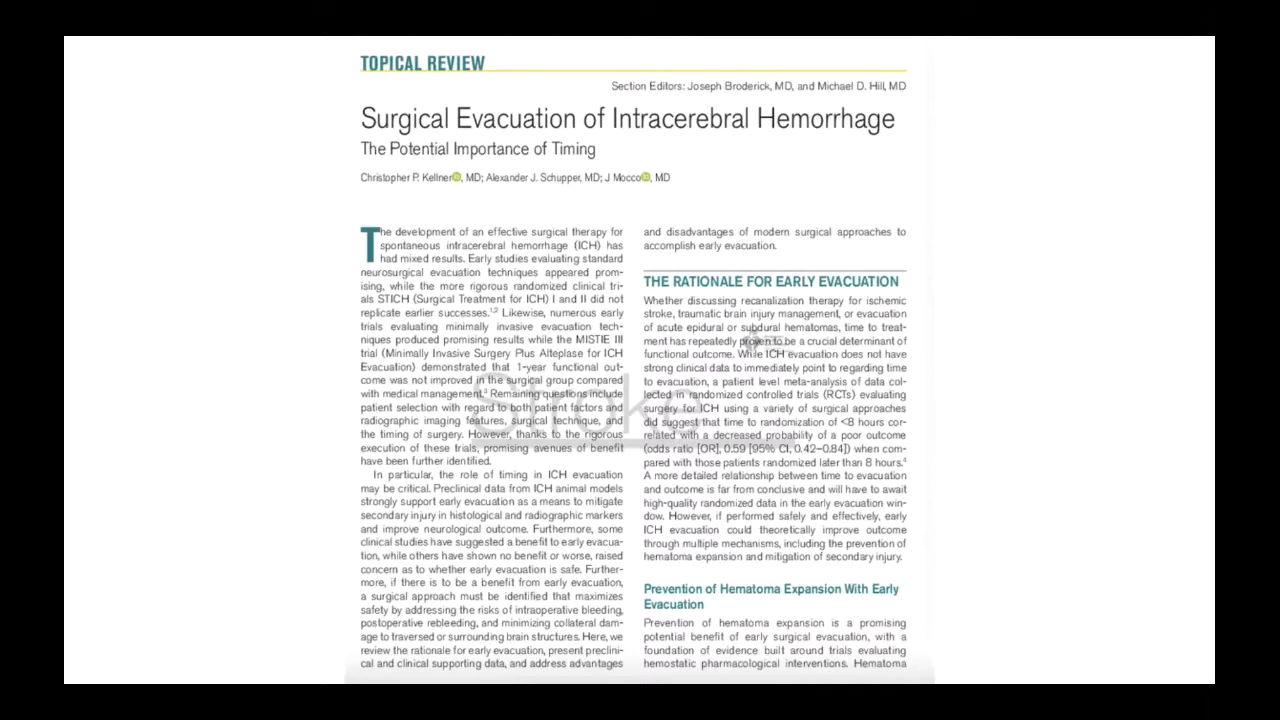 TOPICAL REVIEW
Section Editors: Joseph Broderick, MD, and Michael D. Hill, MD
Surgical Evacuation of Intracerebral Hemorrhage
The Potential Importance of Timing
Christopher P. Kellner, MD; Alexander J. Schupper, MD; J Mocco, MD
The development of an effective surgical therapy for
spontaneous intracerebral hemorrhage (ICH) has
had mixed results. Early studies evaluating standard
neurosurgical evacuation techniques appeared prom-
ising, while the more rigorous randomized clinical tri-
als STICH (Surgical Treatment for ICH) I and II did not
replicate earlier successes.1,2 Likewise, numerous early
trials evaluating minimally invasive evacuation tech-
niques produced promising results while the MISTIE III
trial (Minimally Invasive Surgery Plus Alteplase for ICH
Evacuation) demonstrated that 1-year functional out-
come was not improved in the surgical group compared
with medical management.3 Remaining questions include
patient selection with regard to both patient factors and
radiographic imaging features, surgical technique, and
the timing of surgery. However, thanks to the rigorous
execution of these trials, promising avenues of benefit
have been further identified.
In particular, the role of timing in ICH evacuation
may be critical. Preclinical data from ICH animal models
strongly support early evacuation as a means to mitigate
secondary injury in histological and radiographic markers
and improve neurological outcome. Furthermore, some
clinical studies have suggested a benefit to early evacua-
tion, while others have shown no benefit or worse, raised
concern as to whether early evacuation is safe. Further-
more, if there is to be a benefit from early evacuation,
a surgical approach must be identified that maximizes
safety by addressing the risks of intraoperative bleeding,
postoperative rebleeding, and minimizing collateral dam-
age to traversed or surrounding brain structures. Here, we
review the rationale for early evacuation, present preclini-
cal and clinical supporting data, and address advantages
and disadvantages of modern surgical approaches to
accomplish early evacuation.
THE RATIONALE FOR EARLY EVACUATION
Whether discussing recanalization therapy for ischemic
stroke, traumatic brain injury management, or evacuation
of acute epidural or subdural hematomas, time to treat-
ment has repeatedly proven to be a crucial determinant of
functional outcome. While ICH evacuation does not have
strong clinical data to immediately point to regarding time
to evacuation, a patient level meta-analysis of data col-
lected in randomized controlled trials (RCTs) evaluating
surgery for ICH using a variety of surgical approaches
did suggest that time to randomization of <8 hours cor-
related with a decreased probability of a poor outcome
(odds ratio [OR], 0.59 [95% CI, 0.42–0.84]) when com-
pared with those patients randomized later than 8 hours.4
A more detailed relationship between time to evacuation
and outcome is far from conclusive and will have to await
high-quality randomized data in the early evacuation win-
dow. However, if performed safely and effectively, early
ICH evacuation could theoretically improve outcome
through multiple mechanisms, including the prevention of
hematoma expansion and mitigation of secondary injury.
Prevention of Hematoma Expansion With Early
Evacuation
Prevention of hematoma expansion is a promising
potential benefit of early surgical evacuation, with a
foundation of evidence built around trials evaluating
hemostatic pharmacological interventions. Hematoma
Stroke